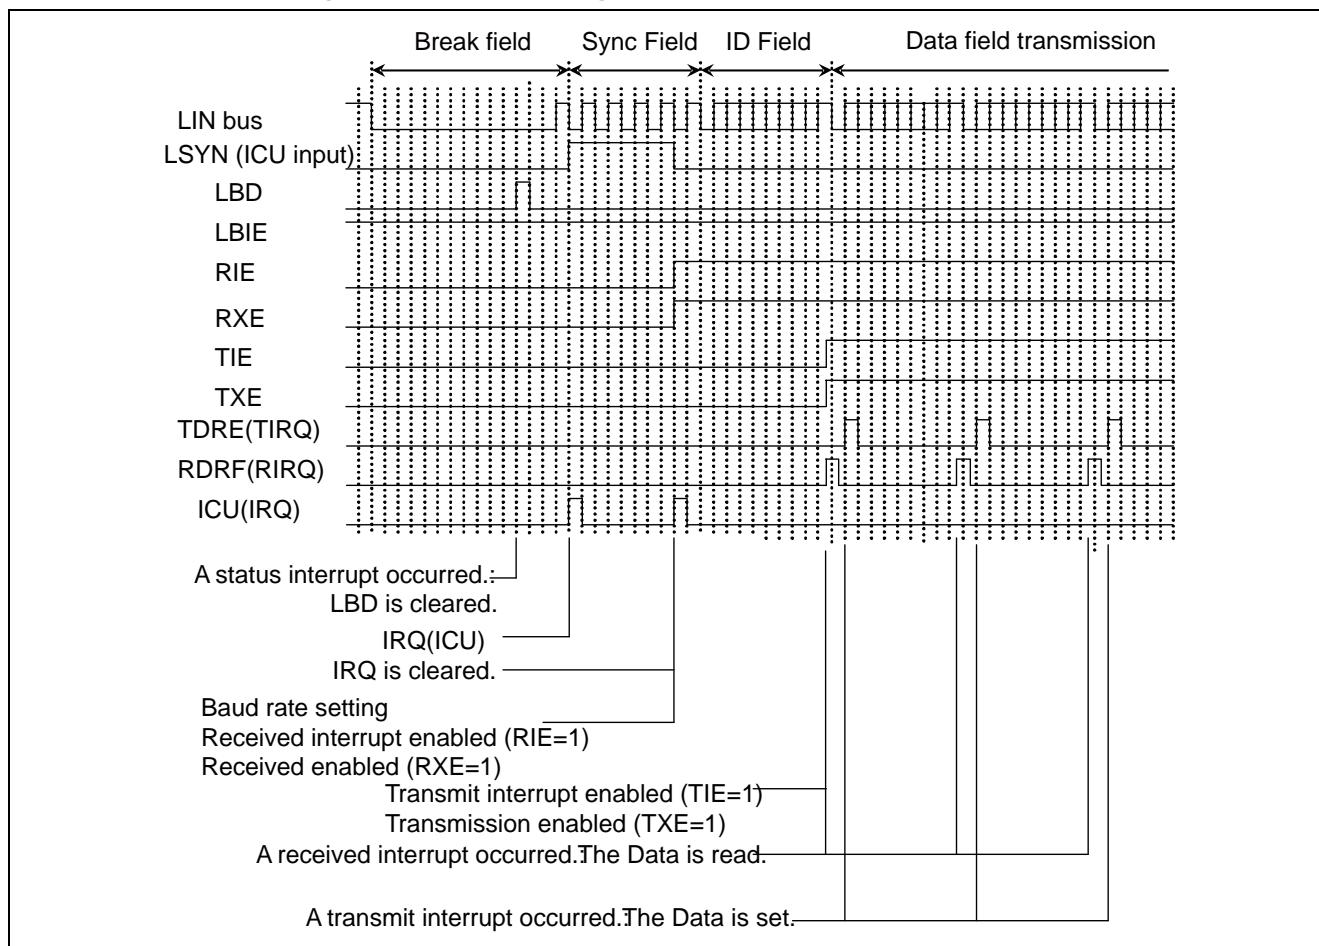 Break field Sync Field ID Field Data field transmission
LIN bus
LSYN (ICU input)
LBD
LBIE
RIE
RXE
TIE
TXE
TDRE(TIRQ)
RDRF(RIRQ)
ICU(IRQ)
A status interrupt occurred.:
LBD is cleared.
IRQ(ICU)
IRQ is cleared.
Baud rate setting
Received interrupt enabled (RIE=1)
Received enabled (RXE=1)
Transmit interrupt enabled (TIE=1)
Transmission enabled (TXE=1)
A received interrupt occurred.:The Data is read.
A transmit interrupt occurred.:The Data is set.